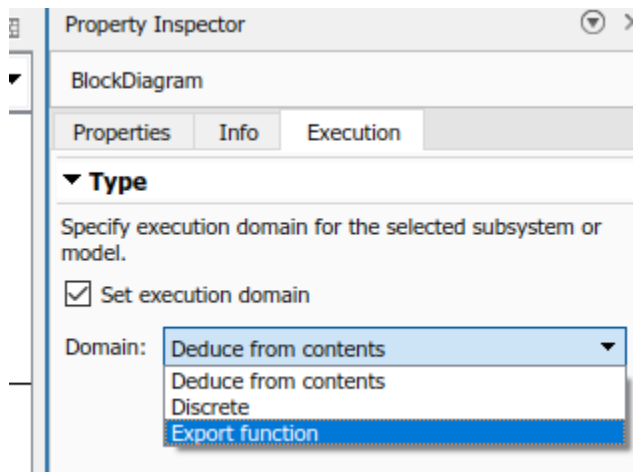 Property Inspector
BlockDiagram
Properties Info Execution
Type
Specify execution domain for the selected subsystem or
model.
Set execution domain
Domain: Deduce from contents
Deduce from contents
Discrete
Export function